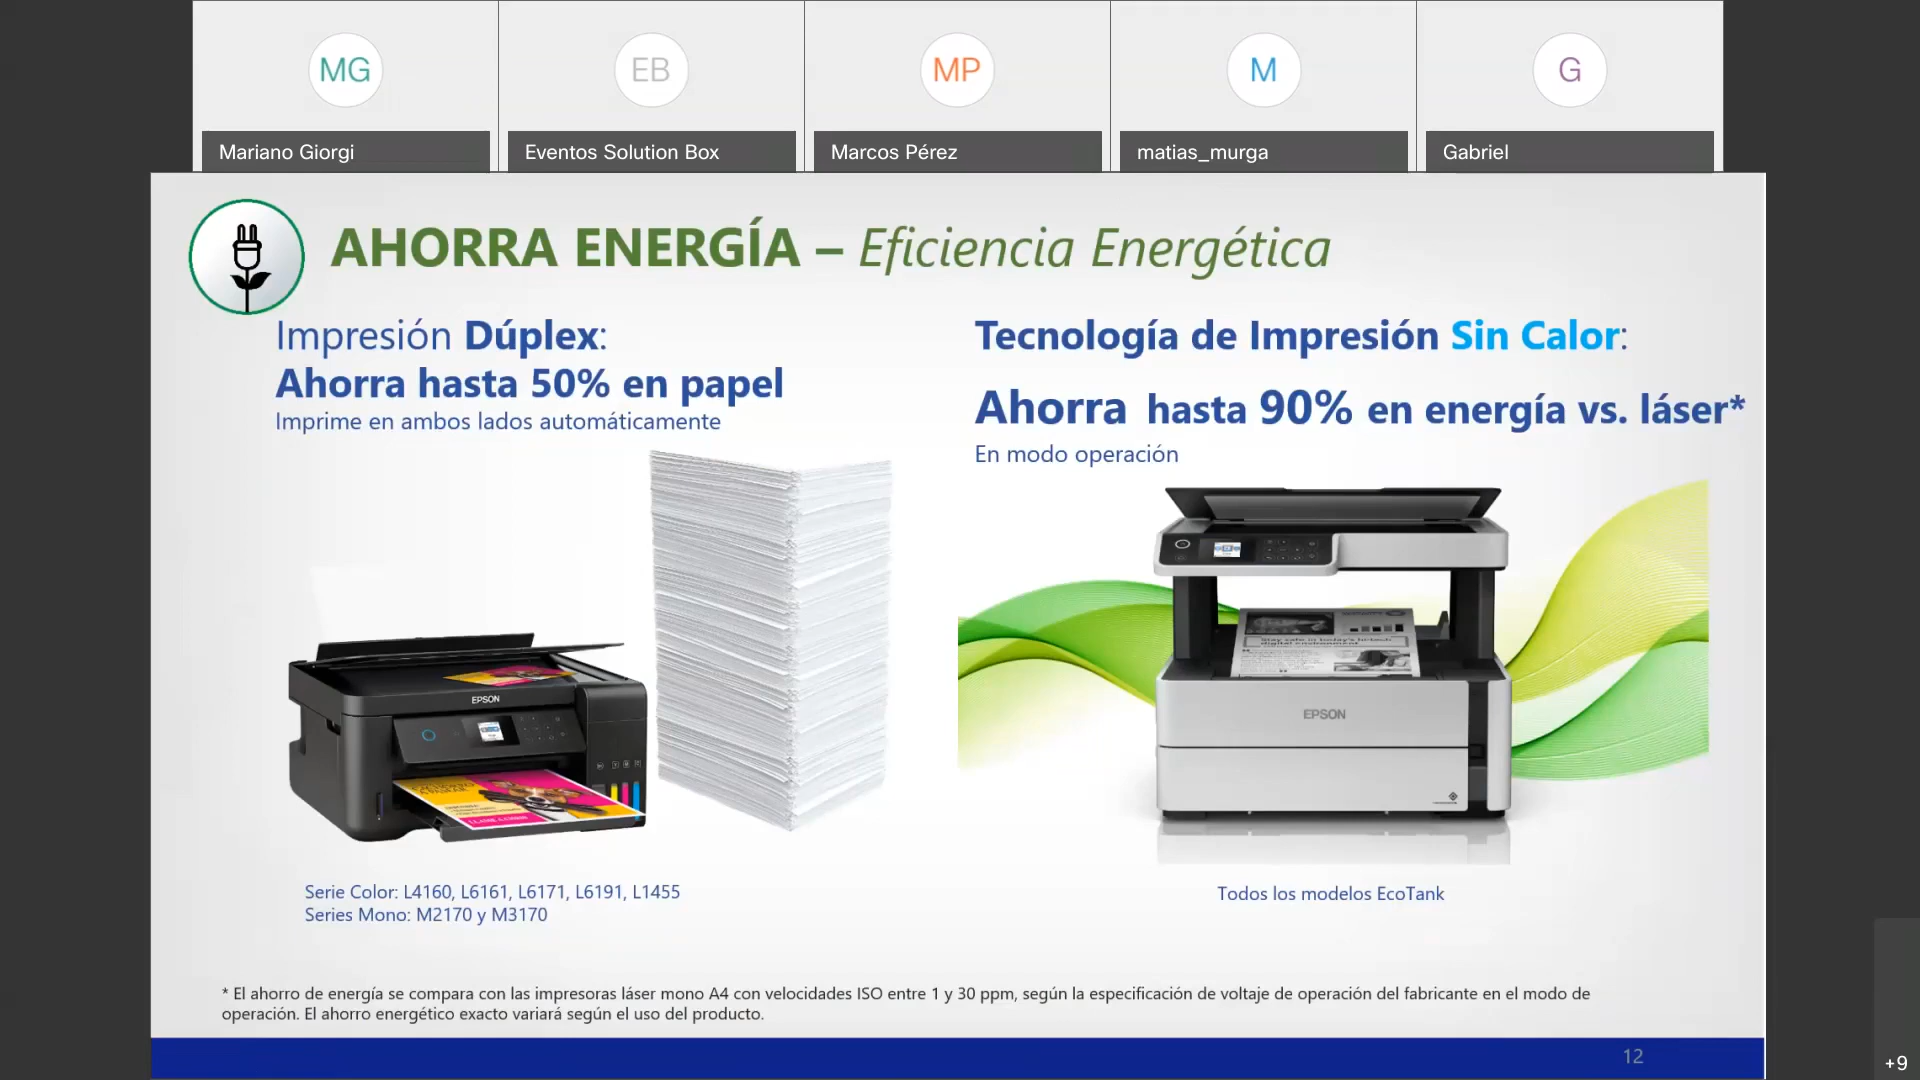 MG
EB
MP
M
G
Mariano Giorgi
Eventos Solution Box
Marcos Pérez
matias_murga
Gabriel
AHORRA ENERGÍA – Eficiencia Energética
Impresión Dúplex:
Ahorra hasta 50% en papel
Imprime en ambos lados automáticamente
Tecnología de Impresión Sin Calor:
Ahorra hasta 90% en energía vs. láser*
En modo operación
EPSON
EPSON
Serie Color: L4160, L6161, L6171, L6191, L1455
Series Mono: M2170 y M3170
Todos los modelos EcoTank
* El ahorro de energía se compara con las impresoras láser mono A4 con velocidades ISO entre 1 y 30 ppm, según la especificación de voltaje de operación del fabricante en el modo de
operación. El ahorro energético exacto variará según el uso del producto.
12
+9